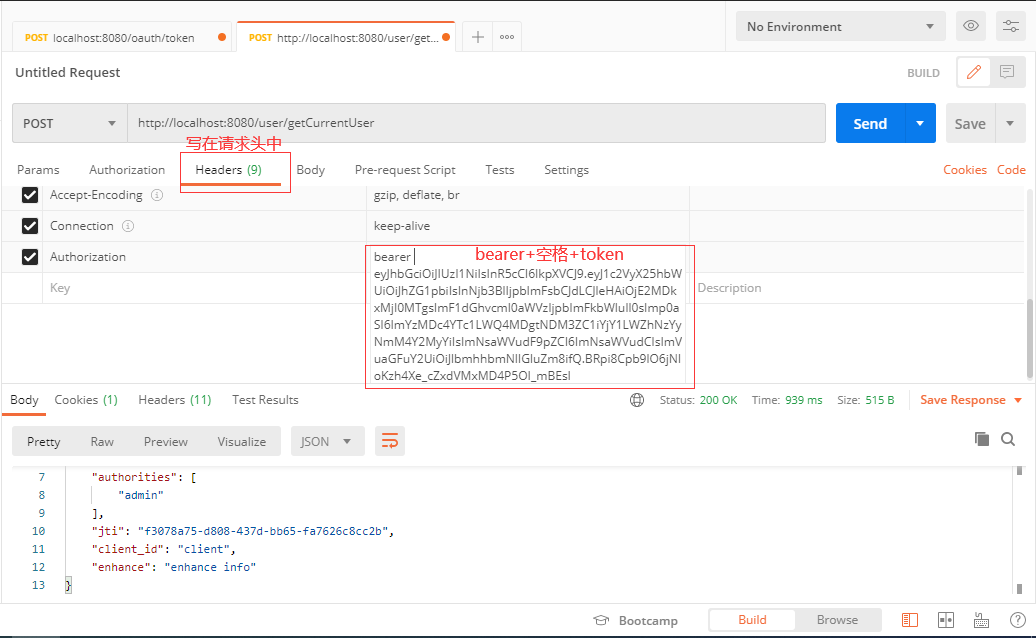 POST localhost:8080/oauth/token
POST http://localhost:8080/user/get...
No Environment
Untitled Request
BUILD
POST
http://localhost:8080/user/getCurrentUser
Send
Save
写在请求头中
Params
Authorization
Headers (9)
Body
Pre-request Script
Tests
Settings
Cookies
Code
Accept-Encoding
gzip, deflate, br
Connection
keep-alive
Authorization
bearer
bearer+空格+token
Key
Description
Body
Cookies (1)
Headers (11)
Test Results
Status: 200 OK
Time: 939 ms
Size: 515 B
Save Response
Pretty
Raw
Preview
Visualize
JSON
7 "authorities": [
8 "admin"
9 ],
10 "jti": "f3078a75-d808-437d-bb65-fa7626c8cc2b",
11 "client_id": "client",
12 "enhance": "enhance info"
13 }
Bootcamp
Build
Browse